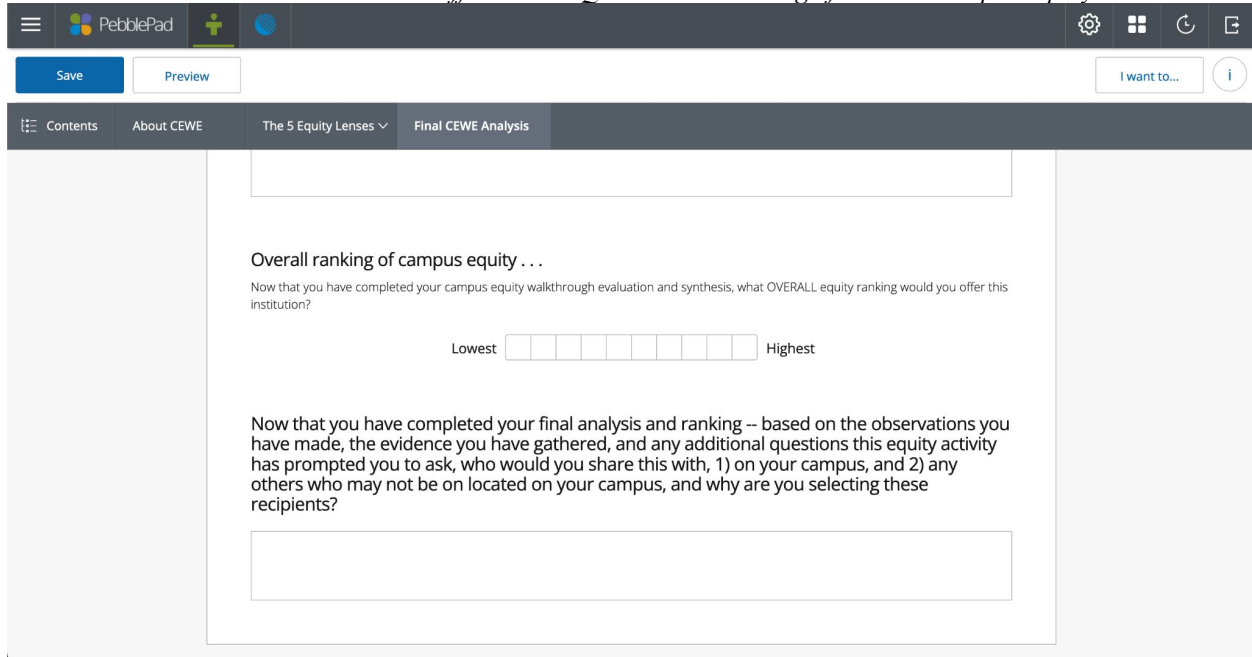 PebblePad
Save
Preview
I want to...
i
Contents
About CEWE
The 5 Equity Lenses
Final CEWE Analysis
Overall ranking of campus equity . . .
Now that you have completed your campus equity walkthrough evaluation and synthesis, what OVERALL equity ranking would you offer this
institution?
Lowest
Highest
Now that you have completed your final analysis and ranking -- based on the observations you
have made, the evidence you have gathered, and any additional questions this equity activity
has prompted you to ask, who would you share this with, 1) on your campus, and 2) any
others who may not be on located on your campus, and why are you selecting these
recipients?